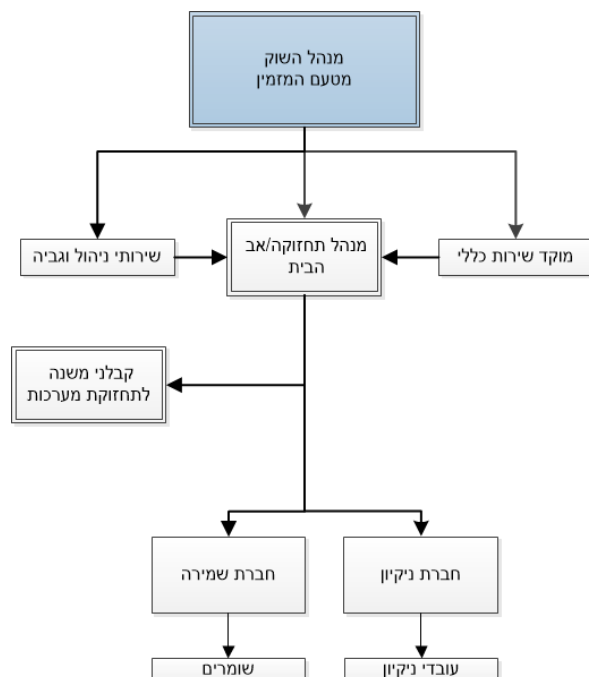 מנהל השוק
מטעם המזמין
מוקד שירות כללי
מנהל תחזוקה/אב
הבית
שירותי ניהול וגביה
קבלני משנה
לתחזוקת מערכות
חברת ניקיון
חברת שמירה
עובדי ניקיון
שומרים